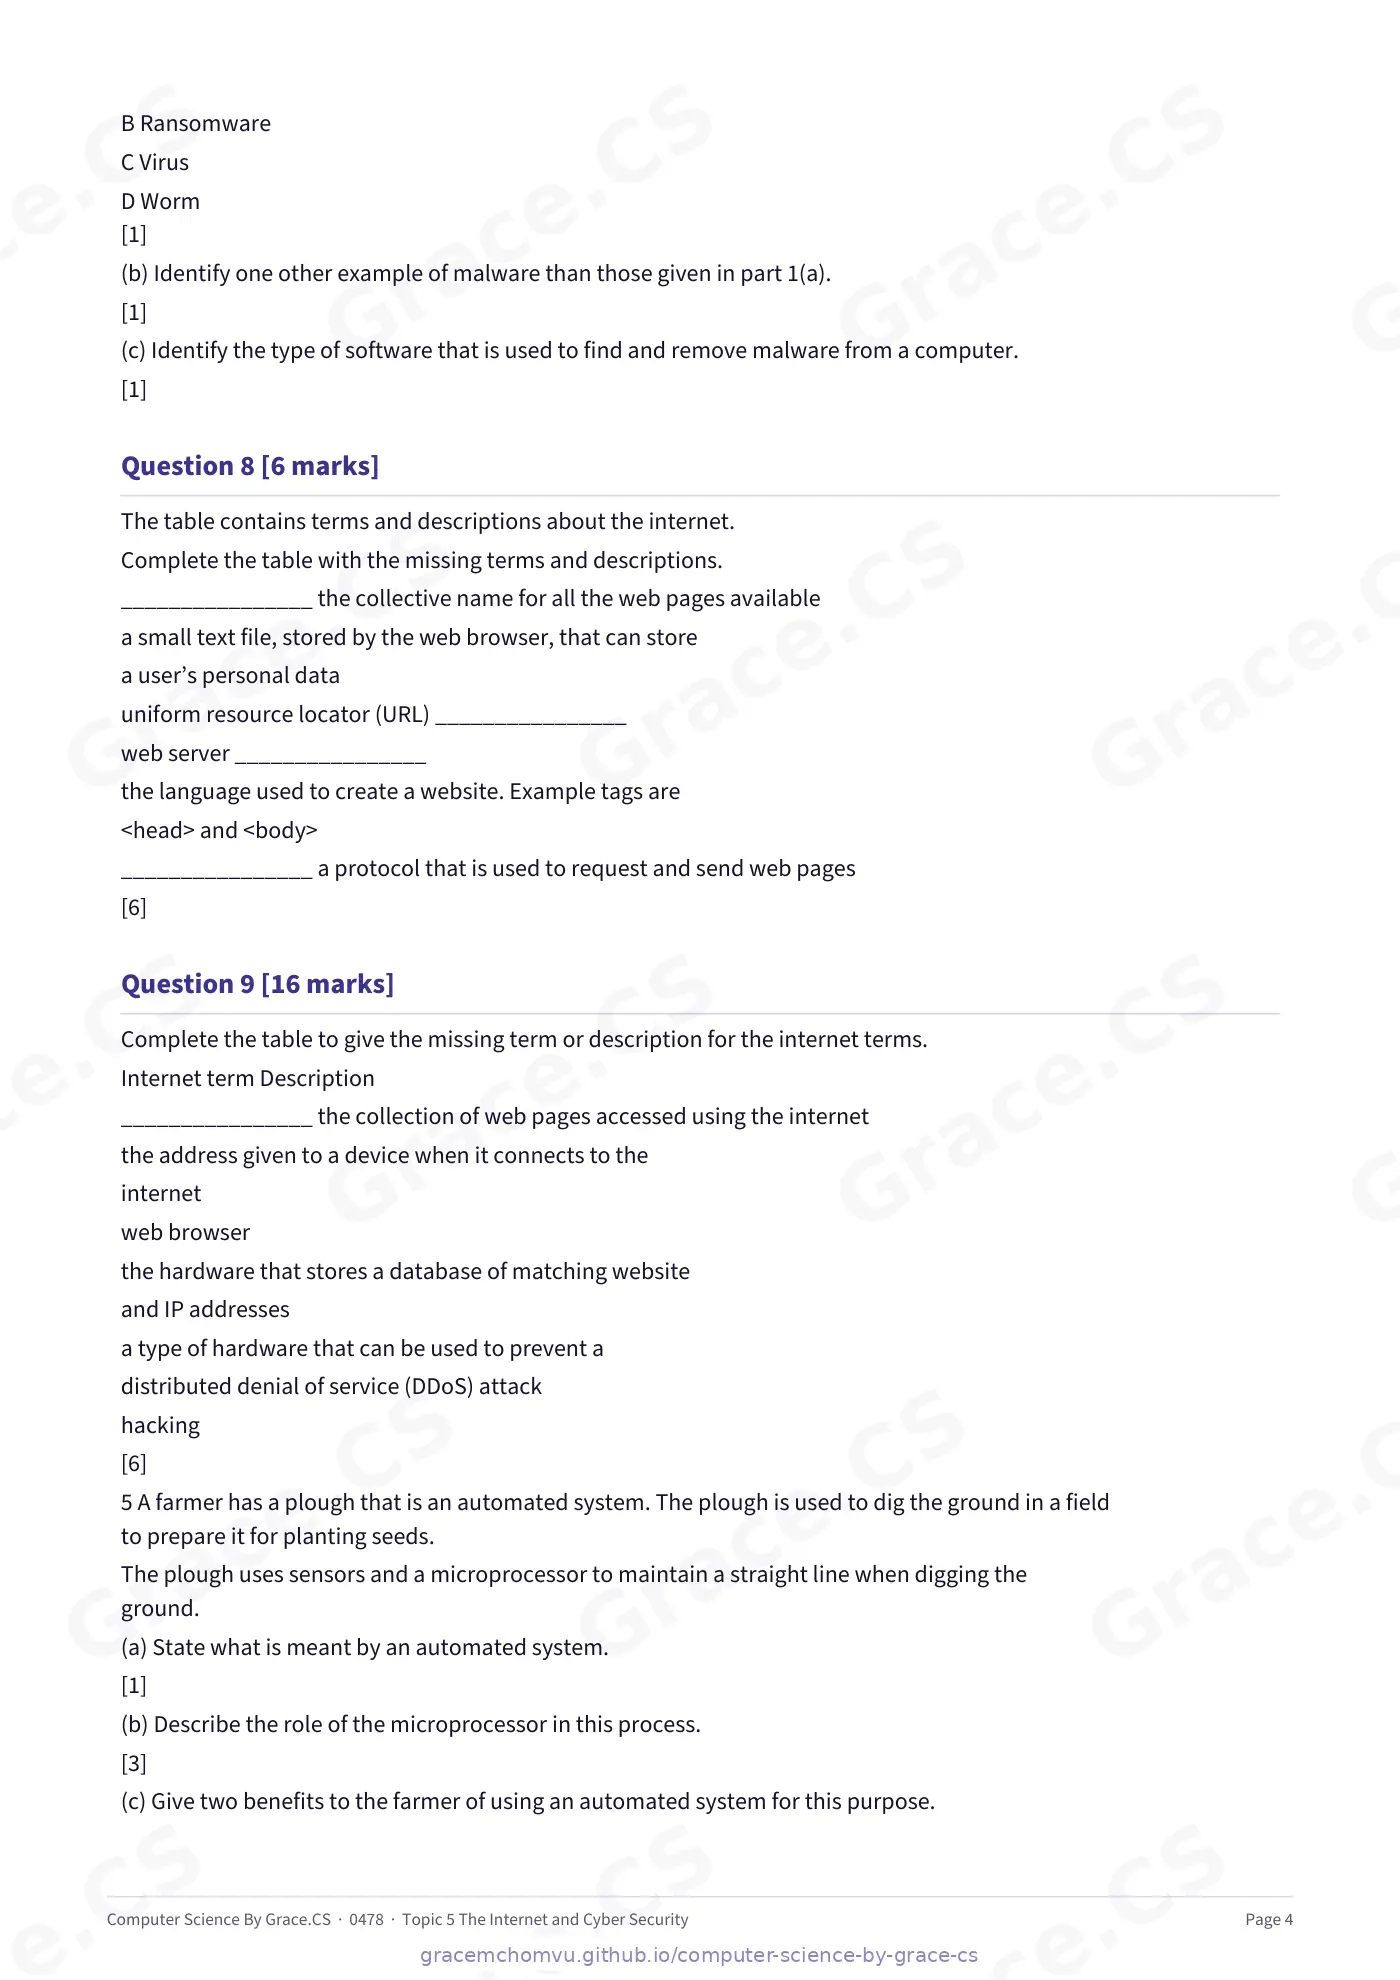 B Ransomware
C Virus
D Worm
[1]
(b) Identify one other example of malware than those given in part 1(a).
[1]
(c) Identify the type of software that is used to find and remove malware from a computer.
[1]
Question 8 [6 marks]
The table contains terms and descriptions about the internet.
Complete the table with the missing terms and descriptions.
________________ the collective name for all the web pages available
a small text file, stored by the web browser, that can store
a user’s personal data
uniform resource locator (URL) ________________
web server ________________
the language used to create a website. Example tags are
<head> and <body>
________________ a protocol that is used to request and send web pages
[6]
Question 9 [16 marks]
Complete the table to give the missing term or description for the internet terms.
Internet term Description
________________ the collection of web pages accessed using the internet
the address given to a device when it connects to the
internet
web browser
the hardware that stores a database of matching website
and IP addresses
a type of hardware that can be used to prevent a
distributed denial of service (DDoS) attack
hacking
[6]
5 A farmer has a plough that is an automated system. The plough is used to dig the ground in a field
to prepare it for planting seeds.
The plough uses sensors and a microprocessor to maintain a straight line when digging the
ground.
(a) State what is meant by an automated system.
[1]
(b) Describe the role of the microprocessor in this process.
[3]
(c) Give two benefits to the farmer of using an automated system for this purpose.
Computer Science By Grace.CS · 0478 · Topic 5 The Internet and Cyber Security
Page 4
gracemchomvu.github.io/computer-science-by-grace-cs